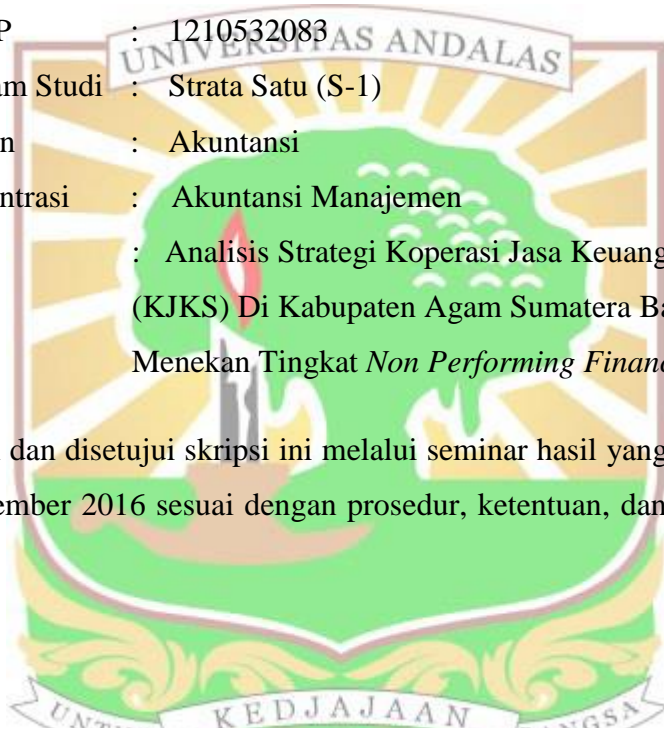 P : 1210532083
UNIVERSITAS ANDALAS
am Studi : Strata Satu (S-1)
n : Akuntansi
ntrasi : Akuntansi Manajemen
: Analisis Strategi Koperasi Jasa Keuang
(KJKS) Di Kabupaten Agam Sumatera Ba
Menekan Tingkat Non Performing Financ
dan disetujui skripsi ini melalui seminar hasil yang
ember 2016 sesuai dengan prosedur, ketentuan, dan
UNT KEDJAJAAN NGSA